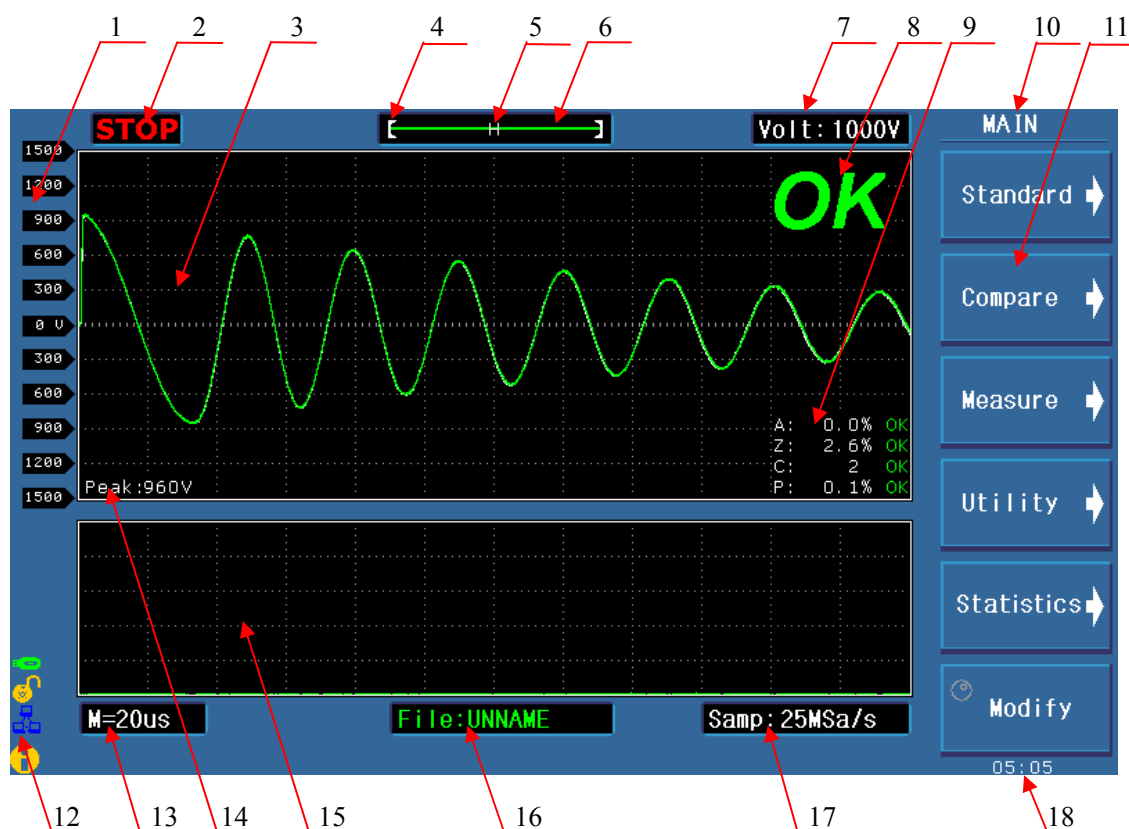 1 2 3 4 5 6 7 8 9 10 11
STOP
Volt:1000V
MAIN
1500
1200
900
600
300
0 V
300
600
900
1200
1500
OK
A: 0.0% OK
Z: 2.6% OK
C: 2 OK
P: 0.1% OK
Peak:960V
Standard
Compare
Measure
Utility
Statistics
Modify
M=20us
File:UNNAME
Samp:25MSa/s
05:05
12 13 14 15 16 17 18